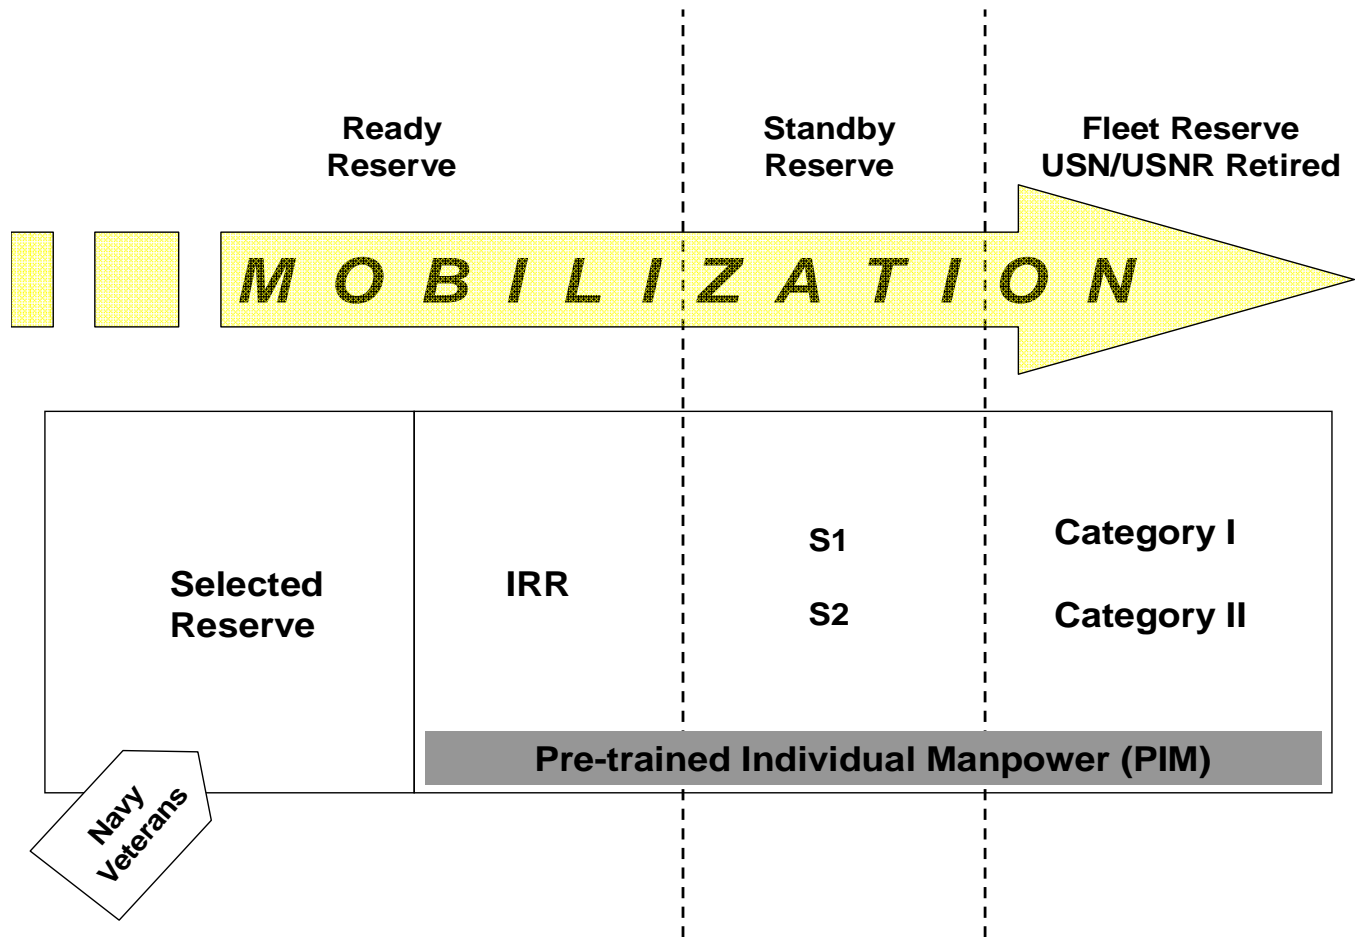 Ready
Reserve
Standby
Reserve
Fleet Reserve
USN/USNR Retired
MOBILIZATION
Selected
Reserve
IRR
S1
S2
Category I
Category II
Pre-trained Individual Manpower (PIM)
Navy
Veterans